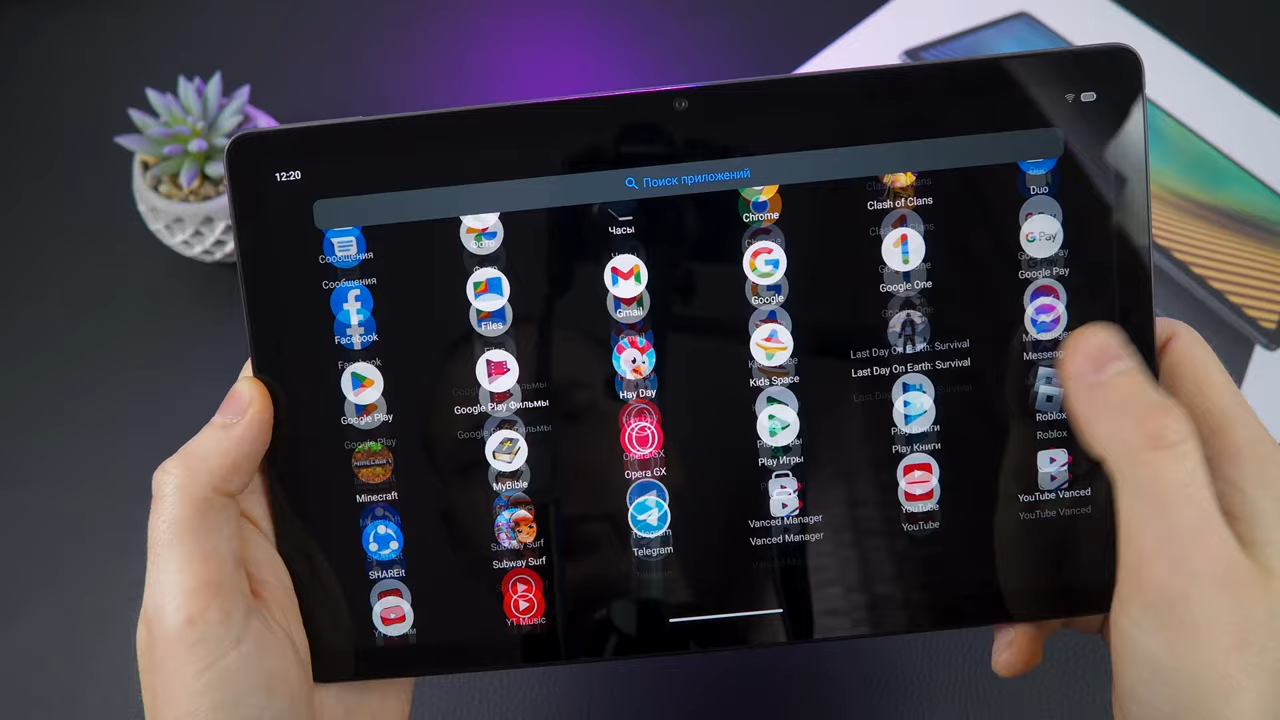 12:20
Поиск приложений
Сообщения
Фото
Часы
Chrome
Clash of Clans
Duo
Facebook
Files
Gmail
Google
Google One
G Pay
Google Pay
Google Play
Google Play Фильмы
Hay Day
Kids Space
Last Day On Earth: Survival
Messenger
MINECRAFT
Minecraft
MyBible
Opera GX
Play Игры
Play Книги
Roblox
SHAREit
Subway Surf
Telegram
Vanced Manager
YouTube
YouTube Vanced
YT Music